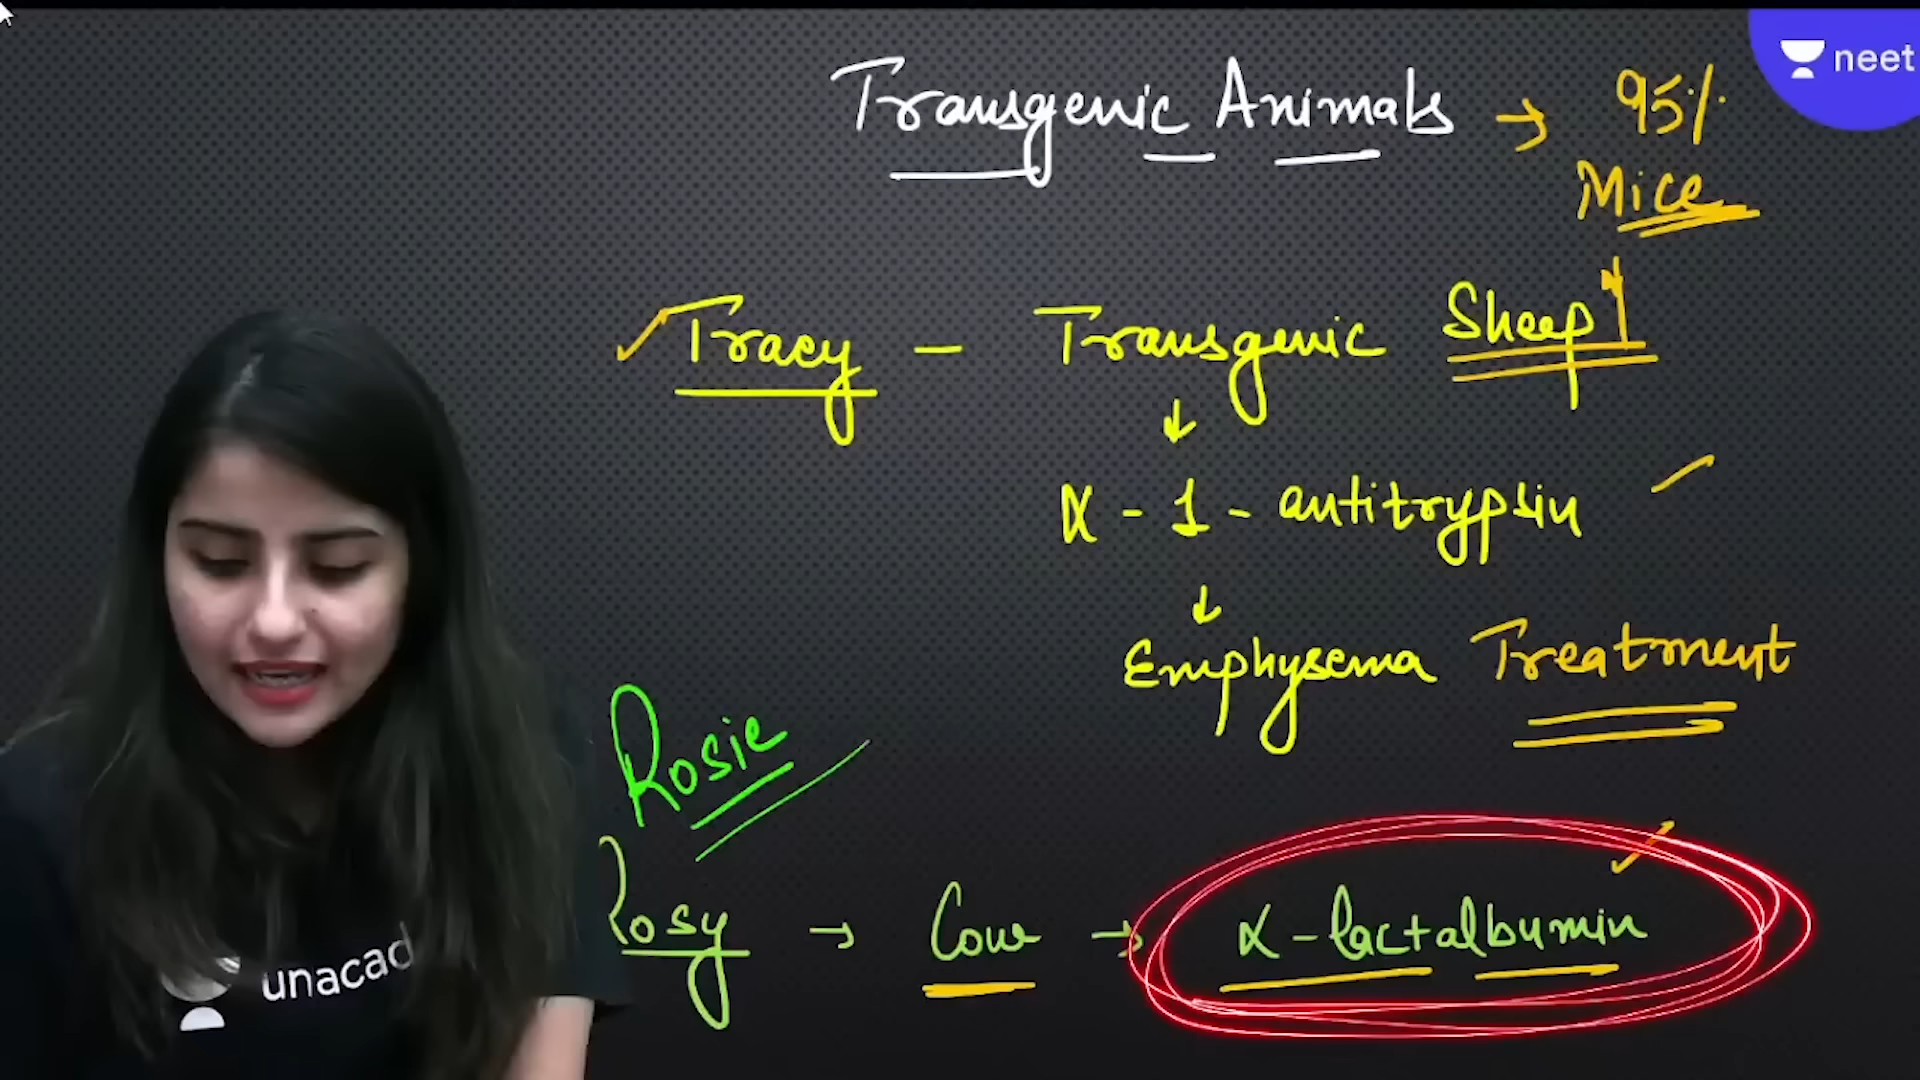 neet
Transgenic Animals → 95%
Mice
Tracy – Transgenic Sheep
↓
α - 1 - antitrypsin
↓
Emphysema Treatment
Rosie
Rosy → Cow → α-lactalbumin
unacad